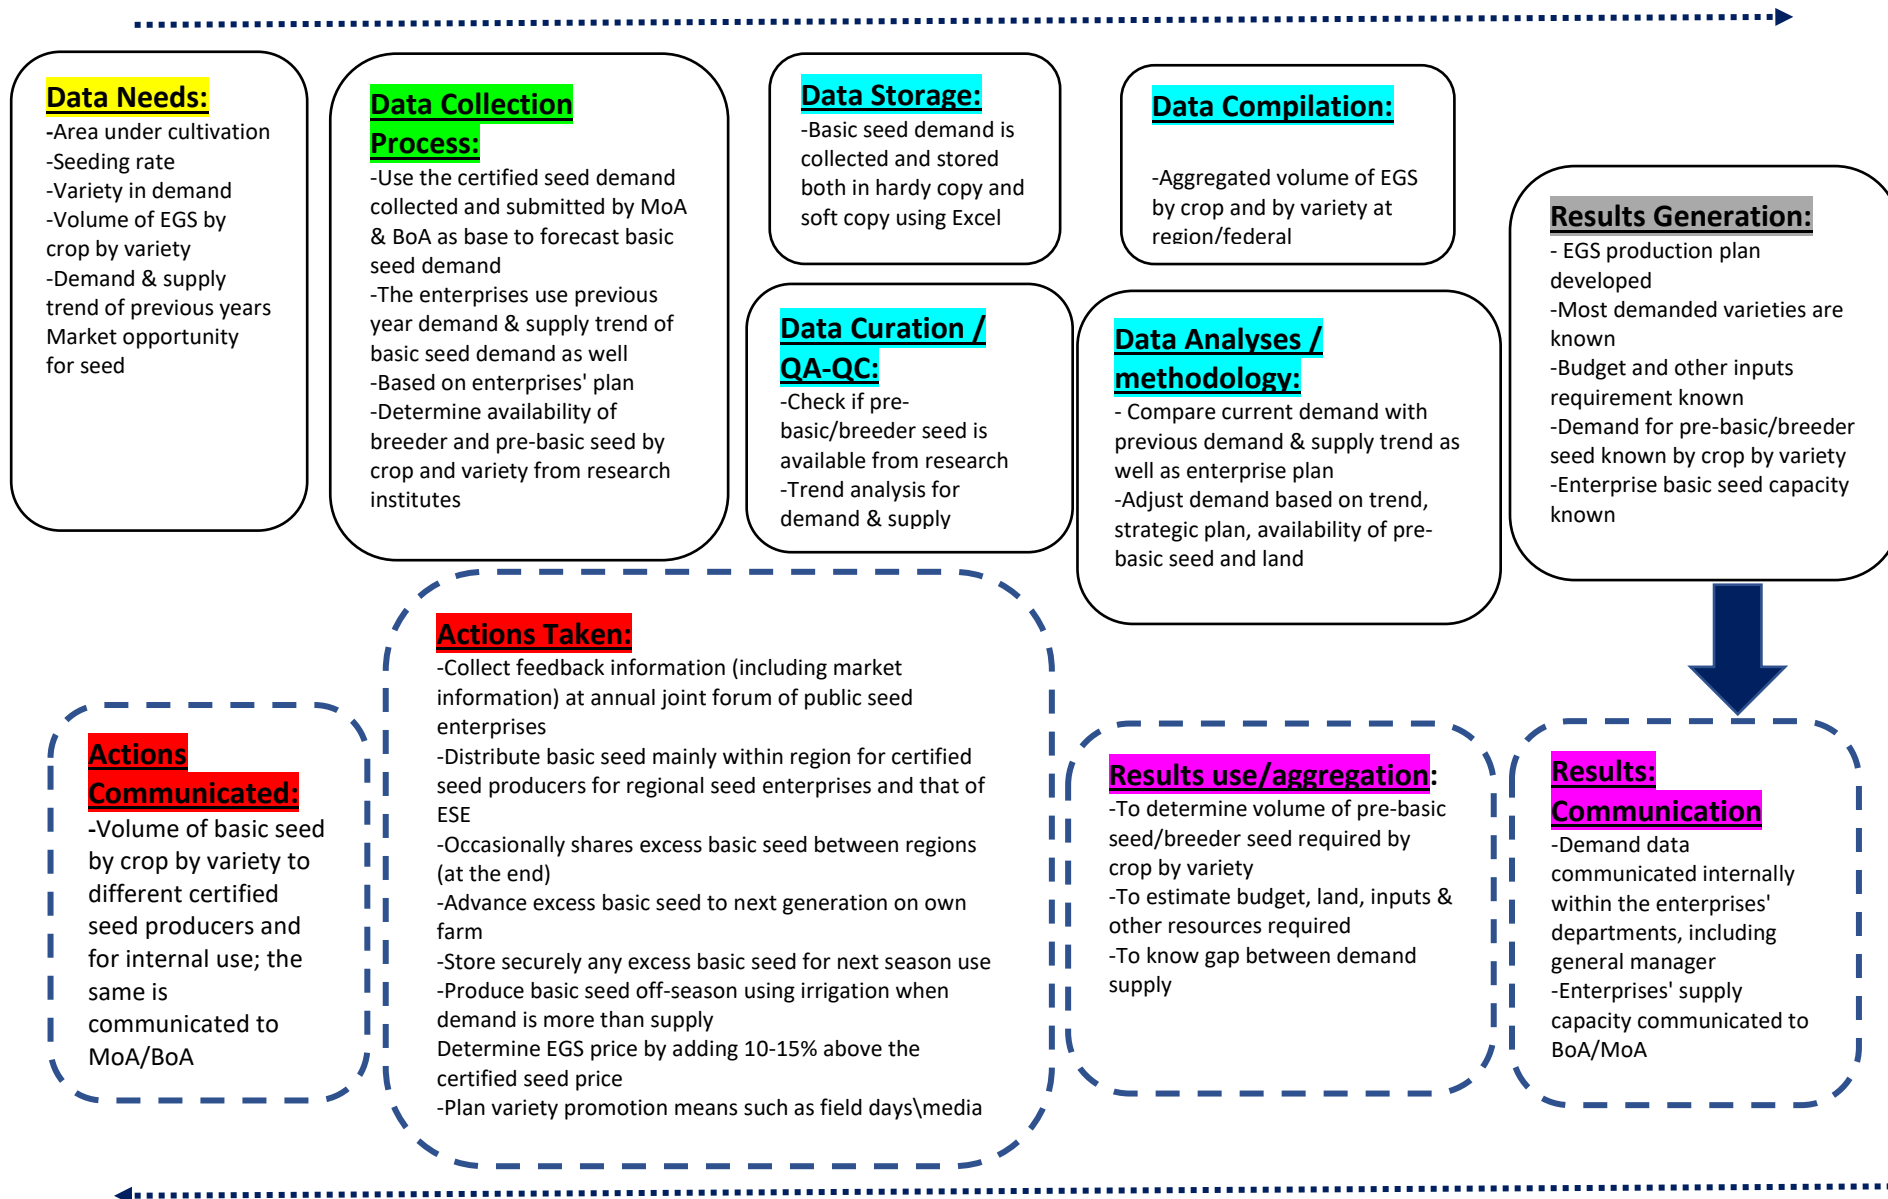 Data Needs:
-Area under cultivation
-Seeding rate
-Variety in demand
-Volume of EGS by
crop by variety
-Demand & supply
trend of previous years
Market opportunity
for seed
Data Collection
Process:
-Use the certified seed demand
collected and submitted by MoA
& BoA as base to forecast basic
seed demand
-The enterprises use previous
year demand & supply trend of
basic seed demand as well
-Based on enterprises' plan
-Determine availability of
breeder and pre-basic seed by
crop and variety from research
institutes
Data Storage:
-Basic seed demand is
collected and stored
both in hardy copy and
soft copy using Excel
Data Curation /
QA-QC:
-Check if pre-
basic/breeder seed is
available from research
-Trend analysis for
demand & supply
Data Compilation:
-Aggregated volume of EGS
by crop and by variety at
region/federal
Data Analyses /
methodology:
- Compare current demand with
previous demand & supply trend as
well as enterprise plan
-Adjust demand based on trend,
strategic plan, availability of pre-
basic seed and land
Results Generation:
- EGS production plan
developed
-Most demanded varieties are
known
-Budget and other inputs
requirement known
-Demand for pre-basic/breeder
seed known by crop by variety
-Enterprise basic seed capacity
known
Results:
Communication
-Demand data
communicated internally
within the enterprises'
departments, including
general manager
-Enterprises' supply
capacity communicated to
BoA/MoA
Results use/aggregation:
-To determine volume of pre-basic
seed/breeder seed required by
crop by variety
-To estimate budget, land, inputs &
other resources required
-To know gap between demand
supply
Actions Taken:
-Collect feedback information (including market
information) at annual joint forum of public seed
enterprises
-Distribute basic seed mainly within region for certified
seed producers for regional seed enterprises and that of
ESE
-Occasionally shares excess basic seed between regions
(at the end)
-Advance excess basic seed to next generation on own
farm
-Store securely any excess basic seed for next season use
-Produce basic seed off-season using irrigation when
demand is more than supply
Determine EGS price by adding 10-15% above the
certified seed price
-Plan variety promotion means such as field days\media
Actions
Communicated:
-Volume of basic seed
by crop by variety to
different certified
seed producers and
for internal use; the
same is
communicated to
MoA/BoA